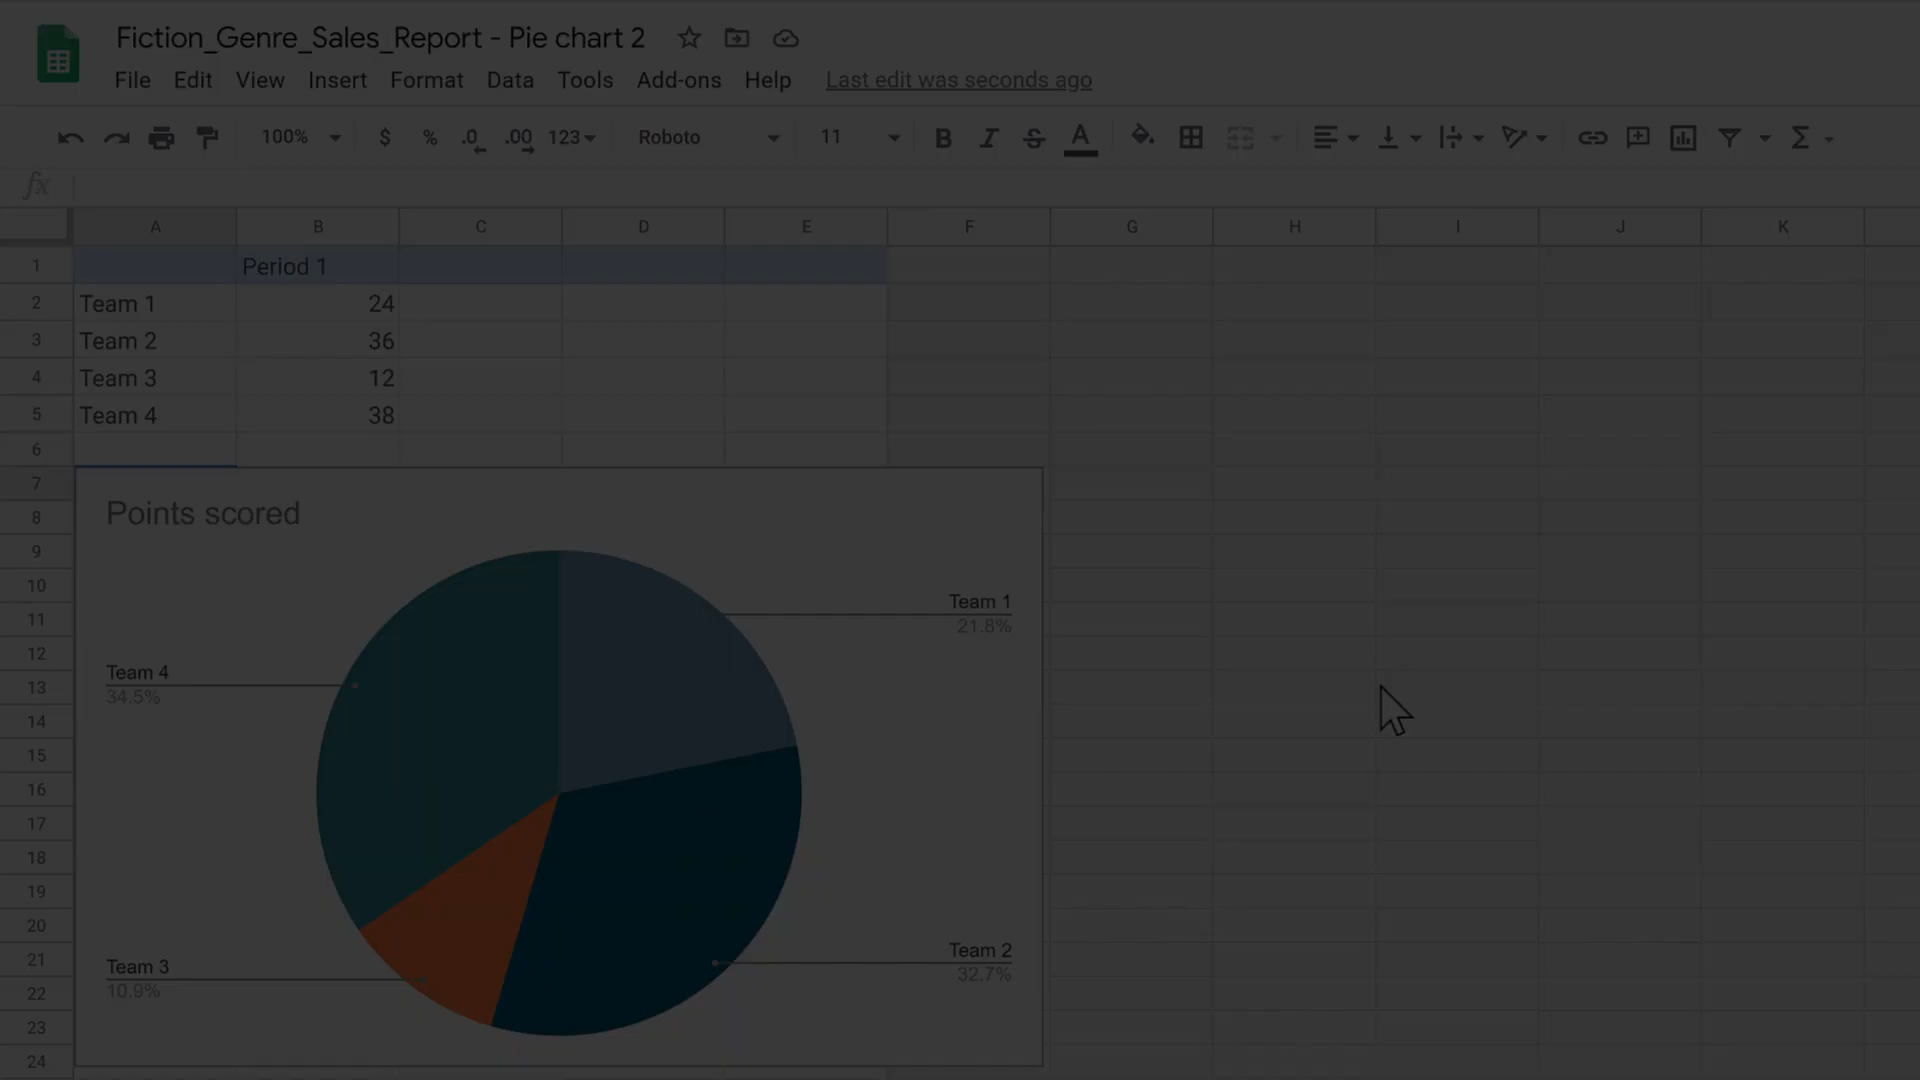 Fiction_Genre_Sales_Report - Pie chart 2
File Edit View Insert Format Data Tools Add-ons Help Last edit was seconds ago
100% $ % .0 .00 123 Roboto 11 B I S A Σ
fx
A B C D E F G H I J K
1 Period 1
2 Team 1 24
3 Team 2 36
4 Team 3 12
5 Team 4 38
6
7
8
9
10
11
12
13
14
15
16
17
18
19
20
21
22
23
24
Points scored
Team 1
21.8%
Team 4
34.5%
Team 2
32.7%
Team 3
10.9%